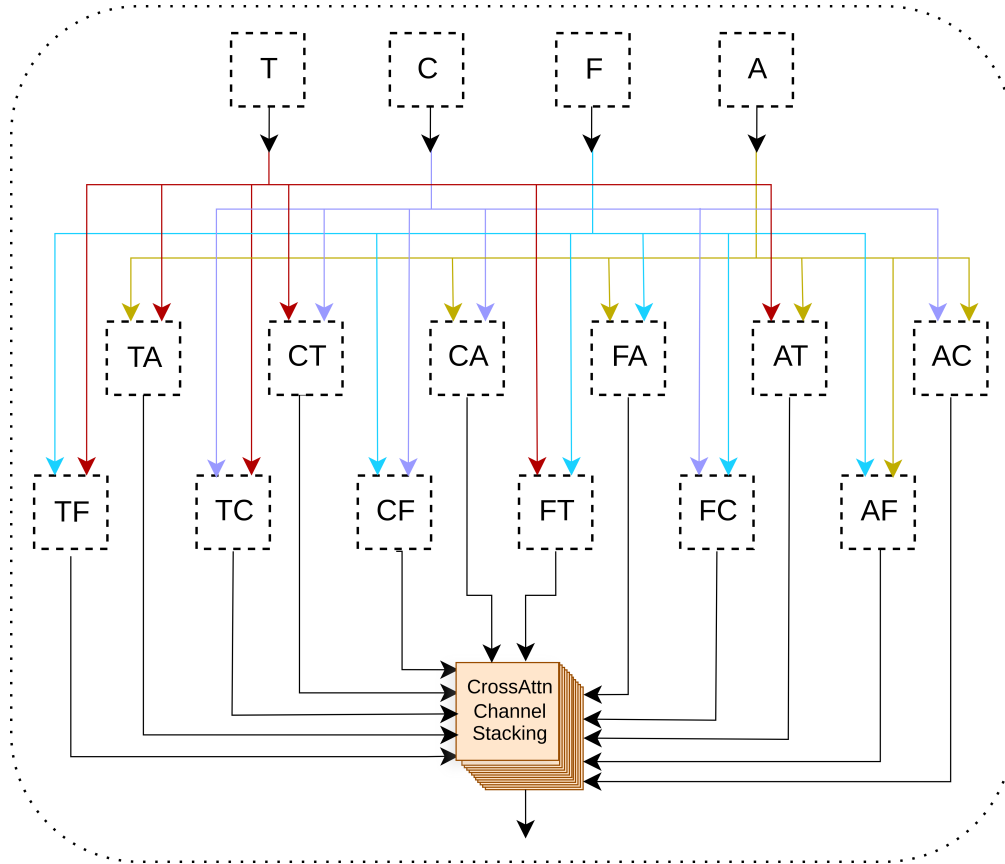 T
C
F
A
TA
CT
CA
FA
AT
AC
TF
TC
CF
FT
FC
AF
CrossAttn
Channel
Stacking